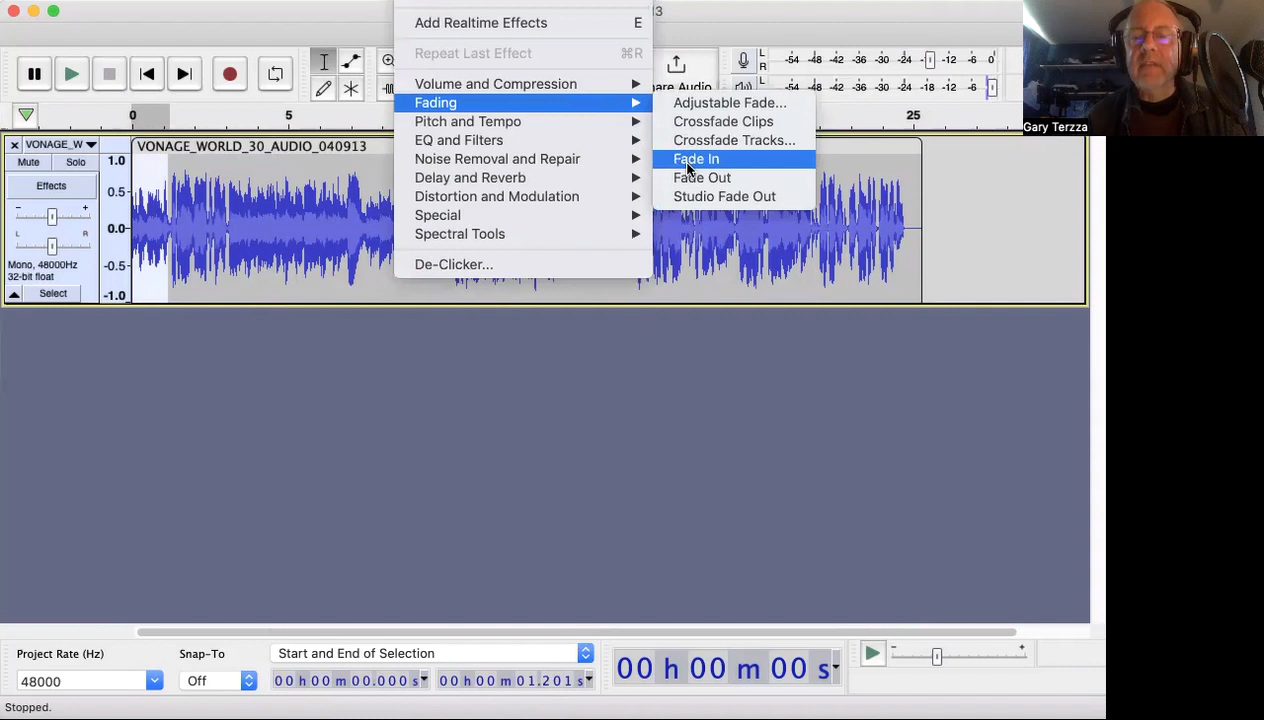 3
Add Realtime Effects E
Repeat Last Effect ⌘R
Volume and Compression
Fading
Pitch and Tempo
EQ and Filters
Noise Removal and Repair
Delay and Reverb
Distortion and Modulation
Special
Spectral Tools
De-Clicker...
Adjustable Fade...
Crossfade Clips
Crossfade Tracks...
Fade In
Fade Out
Studio Fade Out
hare Audio
L
R
-54 -48 -42 -36 -30 -24 -18 -12 -6 0
L
R
-54 -48 -42 -36 -30 -24 -18 -12 -6 0
Gary Terzza
0 5 25
VONAGE_W
VONAGE_WORLD_30_AUDIO_040913
Mute Solo
Effects
- +
L R
Mono, 48000Hz
32-bit float
Select
1.0
0.5
0.0
-0.5
-1.0
Project Rate (Hz)
48000
Snap-To
Off
Start and End of Selection
00 h 00 m 00.000 s
00 h 00 m 01.201 s
00 h 00 m 00 s
- +
Stopped.